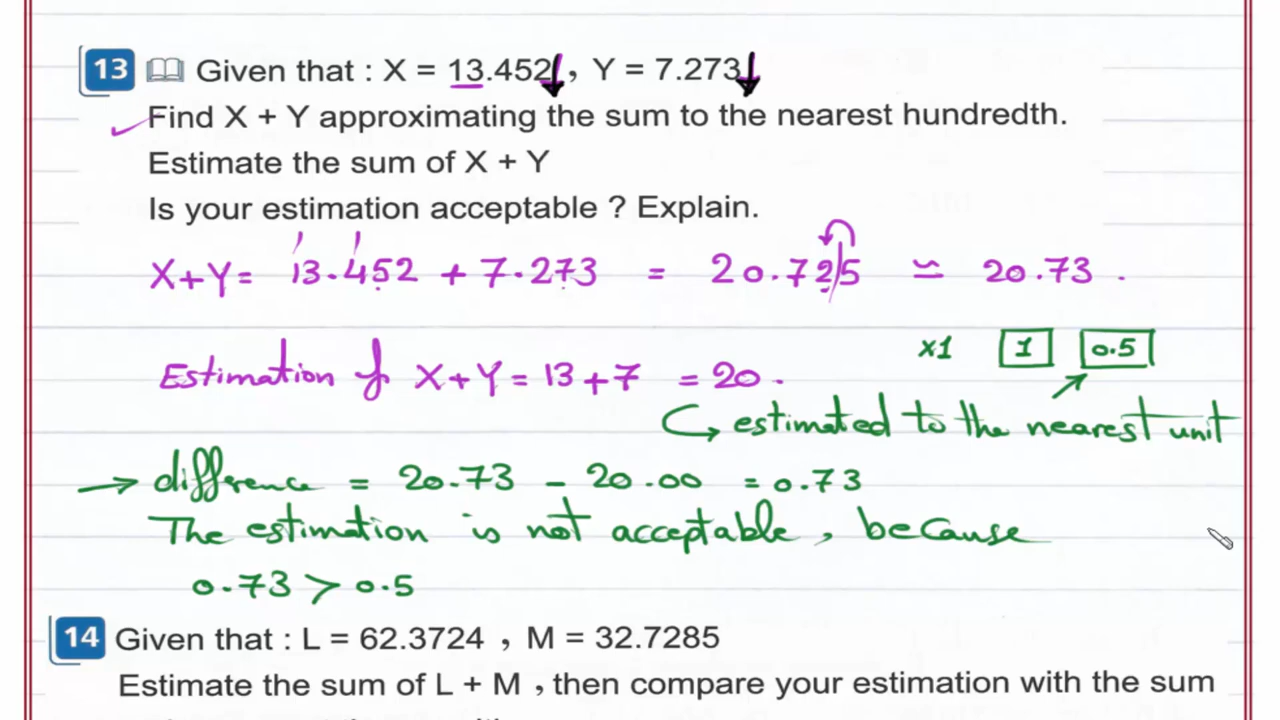 13 Given that : X = 13.452 , Y = 7.273
Find X + Y approximating the sum to the nearest hundredth.
Estimate the sum of X + Y
Is your estimation acceptable ? Explain.
X+Y= 13.452 + 7.273 = 20.725 ≃ 20.73 .
x1 1 0.5
Estimation of X+Y = 13 + 7 = 20 .
estimated to the nearest unit
→ difference = 20.73 - 20.00 = 0.73
The estimation is not acceptable , because
0.73 > 0.5
14 Given that : L = 62.3724 , M = 32.7285
Estimate the sum of L + M , then compare your estimation with the sum